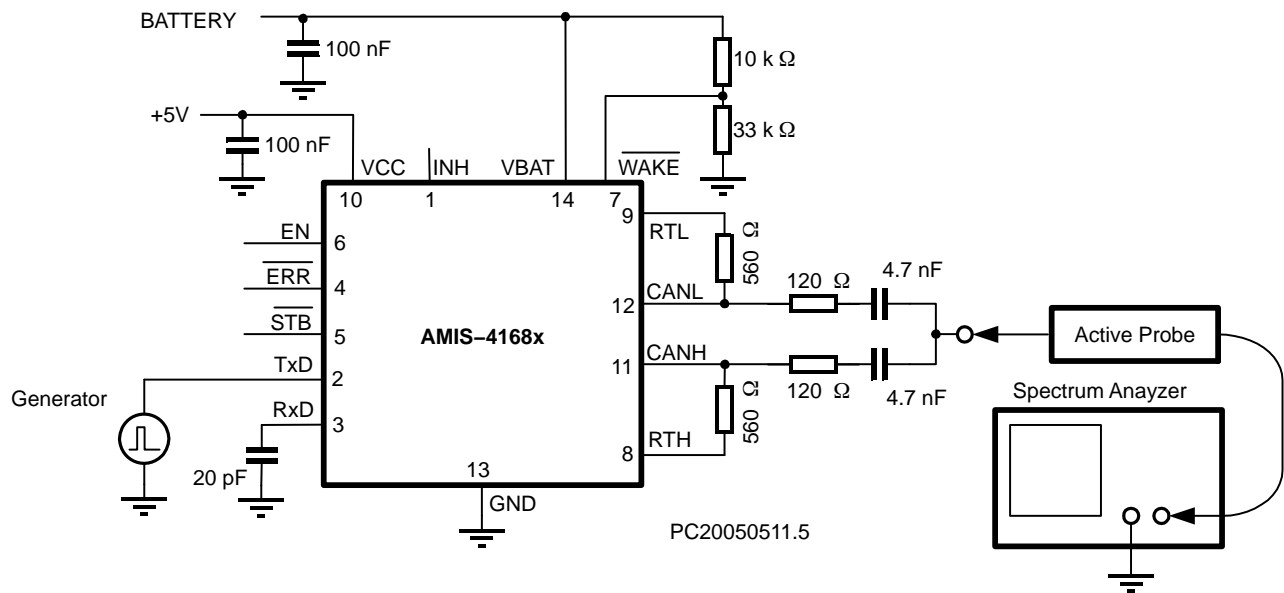 BATTERY
100 nF
10 k Ω
+5V
100 nF
33 k Ω
VCC
INH
VBAT
WAKE
10
1
14
7
9
RTL
560 Ω
EN
6
ERR
4
STB
5
12
CANL
120 Ω
4.7 nF
AMIS–4168x
Active Probe
11
CANH
120 Ω
4.7 nF
TxD
2
Generator
RxD
3
560 Ω
RTH
8
Spectrum Anayzer
20 pF
13
GND
PC20050511.5